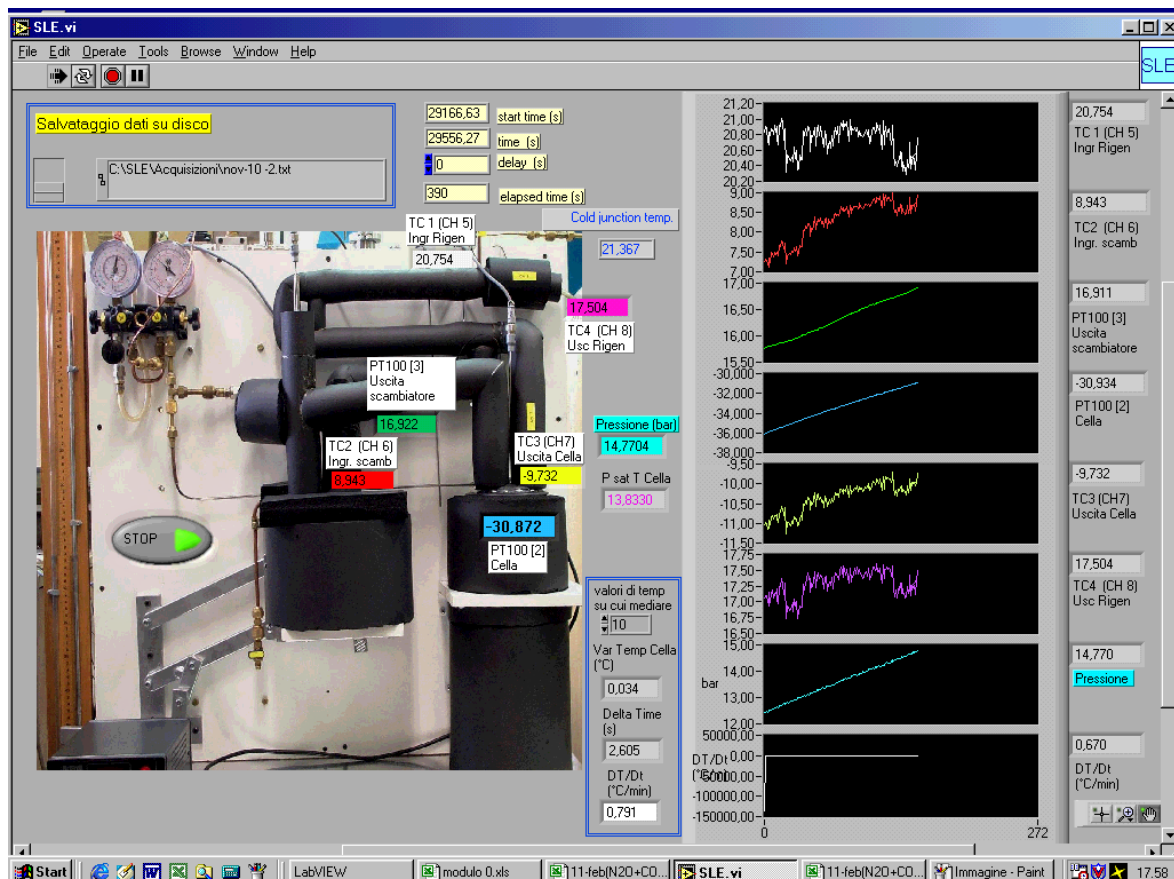 SLE.vi
File Edit Operate Tools Browse Window Help
SLE
Salvataggio dati su disco
C:\SLE\Acquisizioni\nov-10 -2.txt
29166,63 start time (s)
29556,27 time (s)
0 delay (s)
390 elapsed time (s)
Cold junction temp.
21,367
TC 1 (CH 5)
Ingr Rigen
20,754
17,504
TC4 (CH 8)
Usc Rigen
PT100 [3]
Uscita
scambiatore
16,922
TC2 (CH 6)
Ingr. scamb
8,943
TC3 (CH7)
Uscita Cella
-9,732
Pressione (bar)
14,7704
P sat T Cella
13,8330
-30,872
PT100 [2]
Cella
STOP
valori di temp
su cui mediare
10
Var Temp Cella
(°C)
0,034
Delta Time
(s)
2,605
DT/Dt
(°C/min)
0,791
21,20
21,00
20,80
20,60
20,40
20,20
20,754
TC 1 (CH 5)
Ingr Rigen
9,00
8,50
8,00
7,50
7,00
8,943
TC2 (CH 6)
Ingr. scamb
17,00
16,50
16,00
15,50
16,911
PT100 [3]
Uscita
scambiatore
-30,000
-32,000
-34,000
-36,000
-38,000
-30,934
PT100 [2]
Cella
-9,50
-10,00
-10,50
-11,00
-11,50
-9,732
TC3 (CH7)
Uscita Cella
17,75
17,50
17,25
17,00
16,75
16,50
17,504
TC4 (CH 8)
Usc Rigen
15,00
14,00
bar
13,00
12,00
14,770
Pressione
50000,00
0,00
DT/Dt
(°C/min)
-50000,00
-100000,00
-150000,00
0 272
0,670
DT/Dt
(°C/min)
Start LabVIEW modulo 0.xls 11-feb(N2O+CO... SLE.vi 11-feb(N2O+CO... Immagine - Paint 17.58